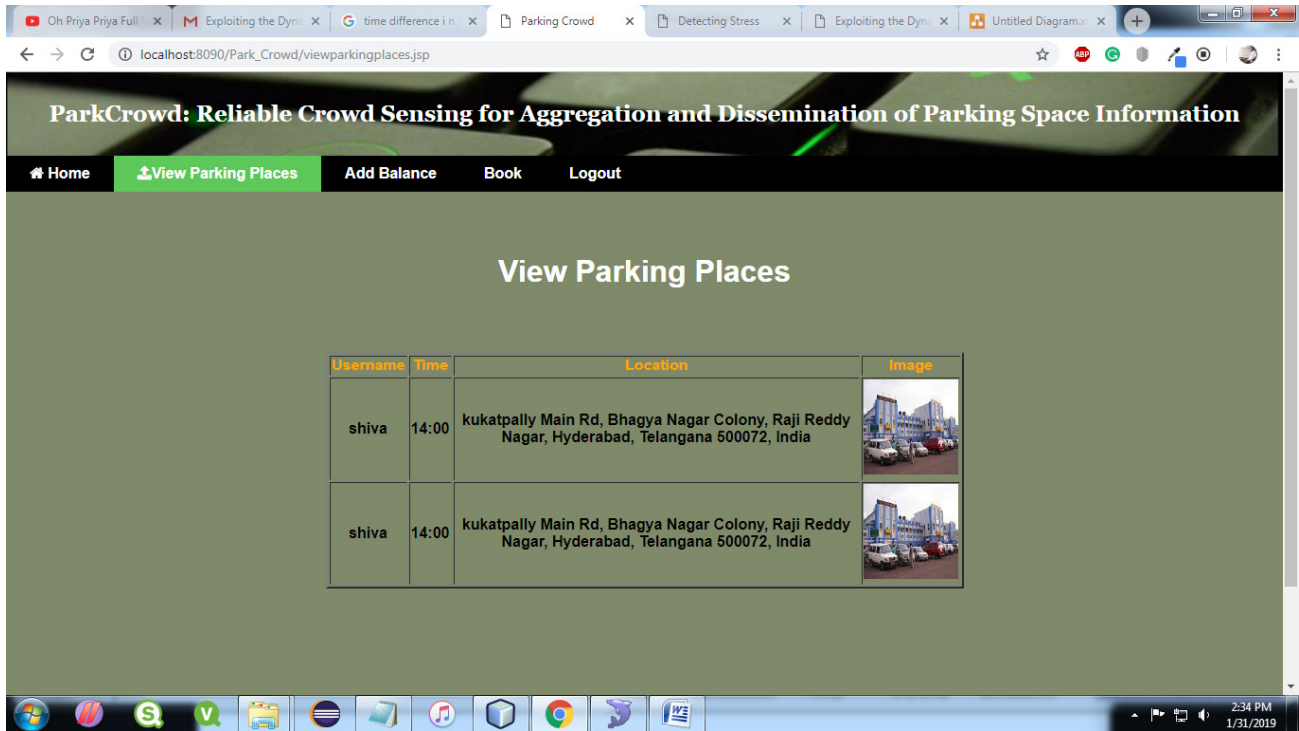 Oh Priya Priya Full
Exploiting the Dyna
time difference i n j
Parking Crowd
Detecting Stress
Exploiting the Dyna
Untitled Diagram.
localhost:8090/Park_Crowd/viewparkingplaces.jsp
ABP
ParkCrowd: Reliable Crowd Sensing for Aggregation and Dissemination of Parking Space Information
Home View Parking Places Add Balance Book Logout
View Parking Places
Username Time Location Image
shiva 14:00 kukatpally Main Rd, Bhagya Nagar Colony, Raji Reddy
Nagar, Hyderabad, Telangana 500072, India
shiva 14:00 kukatpally Main Rd, Bhagya Nagar Colony, Raji Reddy
Nagar, Hyderabad, Telangana 500072, India
2:34 PM
1/31/2019